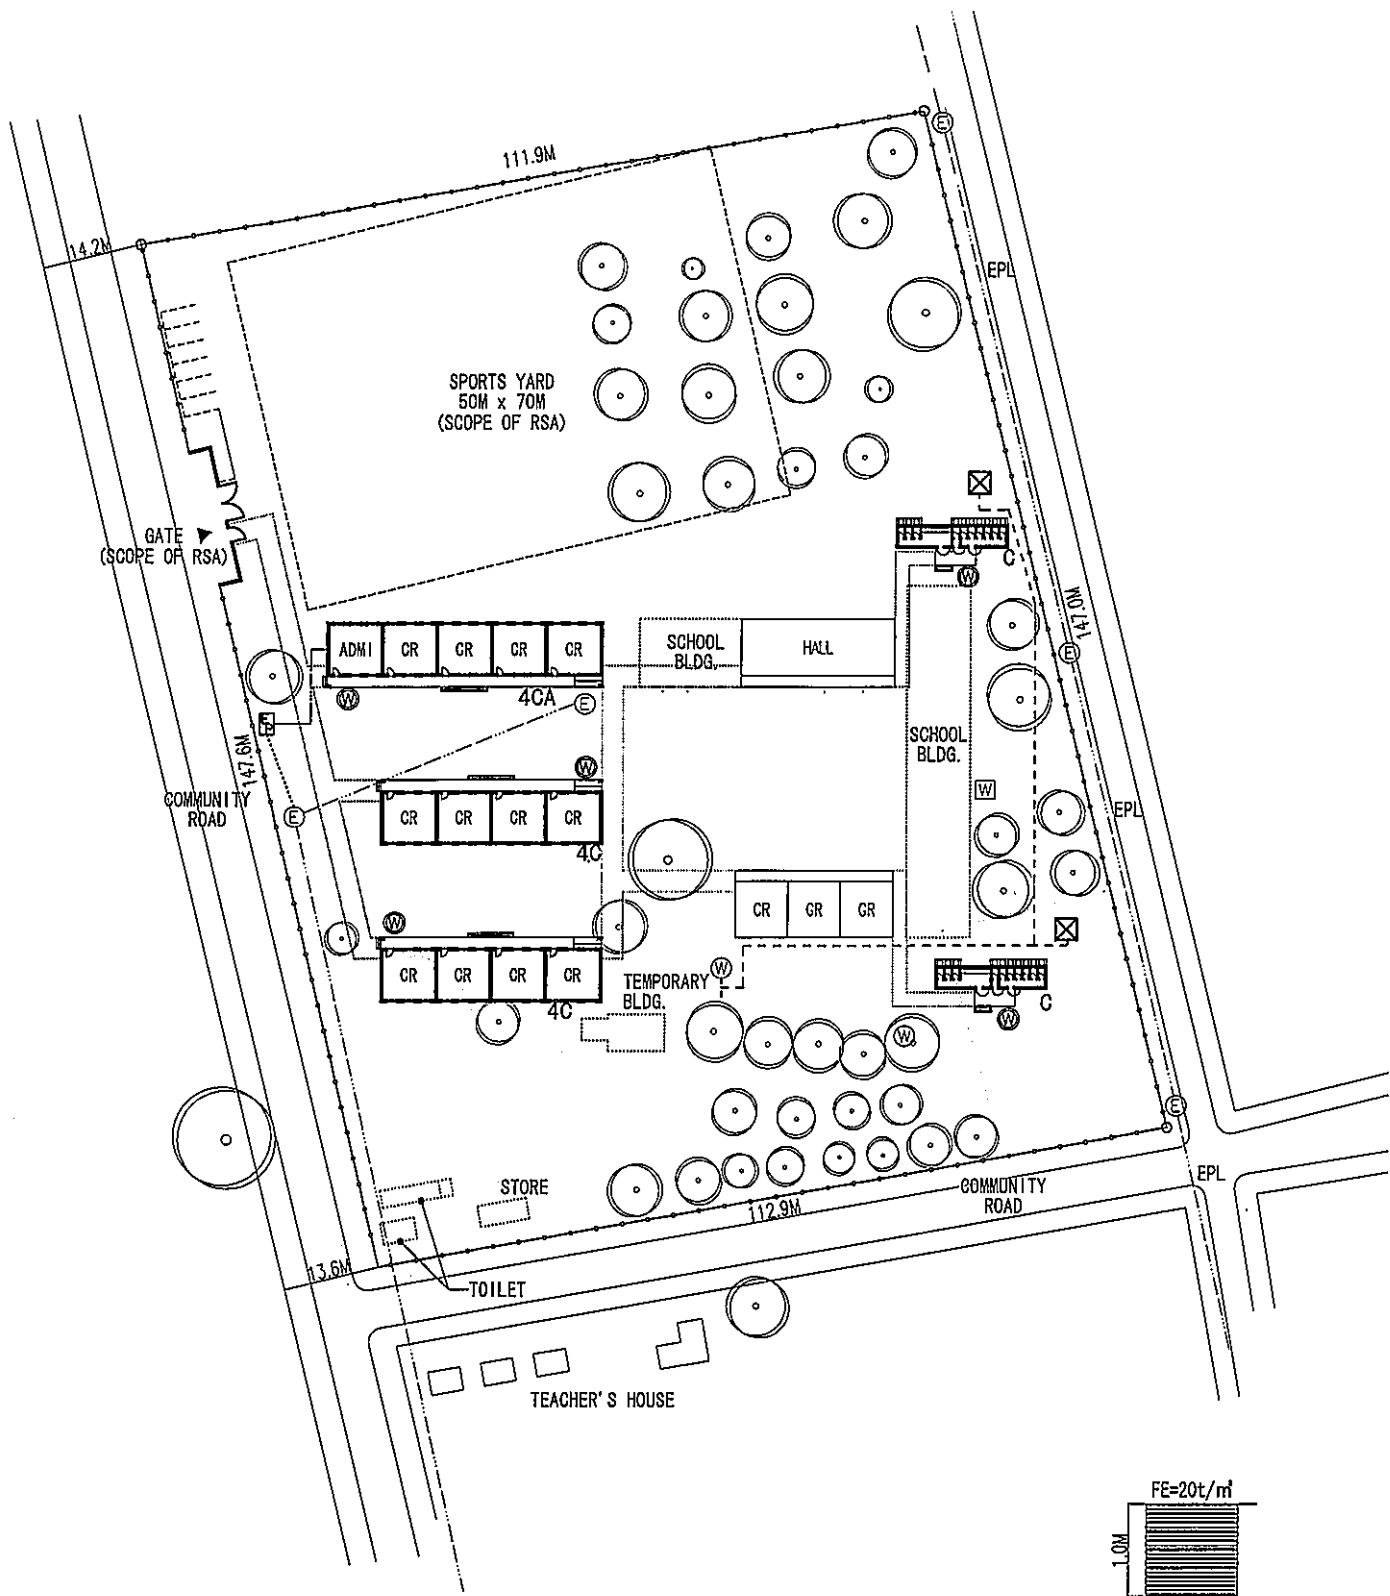 111.9M
E
14.2M
EPL
SPORTS YARD
50M x 70M
(SCOPE OF RSA)
GATE
(SCOPE OF RSA)
C
W
147.0M
ADMI
CR
CR
CR
CR
SCHOOL
BLDG.
HALL
E
W
4CA
E
E
P
147.6M
SCHOOL
BLDG.
W
W
COMMUNITY
ROAD
E
CR
CR
CR
CR
EPL
4C
CR
GR
GR
W
CR
CR
CR
CR
TEMPORARY
BLDG.
W
4C
C
W
W
E
STORE
COMMUNITY
ROAD
EPL
112.9M
13.6M
TOILET
TEACHER'S HOUSE
FE=20t/㎡
1.0M